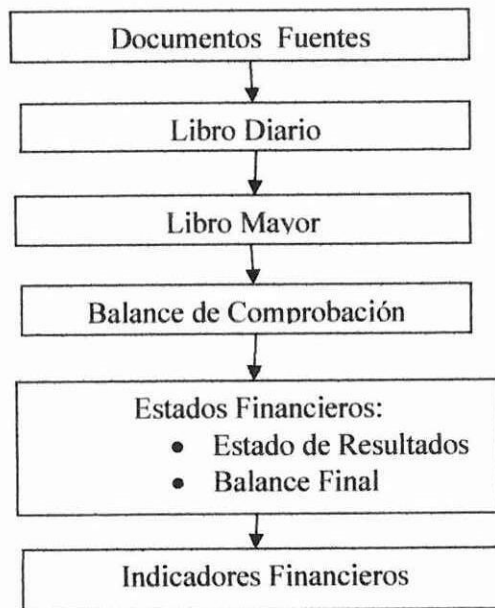 Documentos Fuentes
Libro Diario
Libro Mayor
Balance de Comprobación
Estados Financieros:
• Estado de Resultados
• Balance Final
Indicadores Financieros